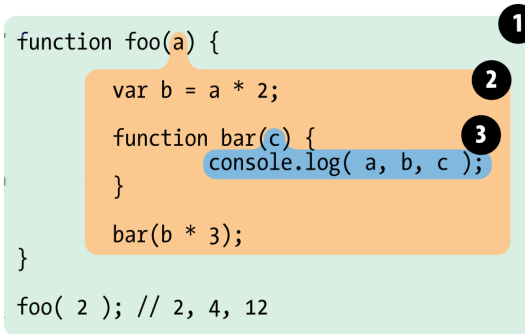 1
function foo(a) {
2
var b = a * 2;
function bar(c) {
3
console.log( a, b, c );
}
bar(b * 3);
}
foo( 2 ); // 2, 4, 12